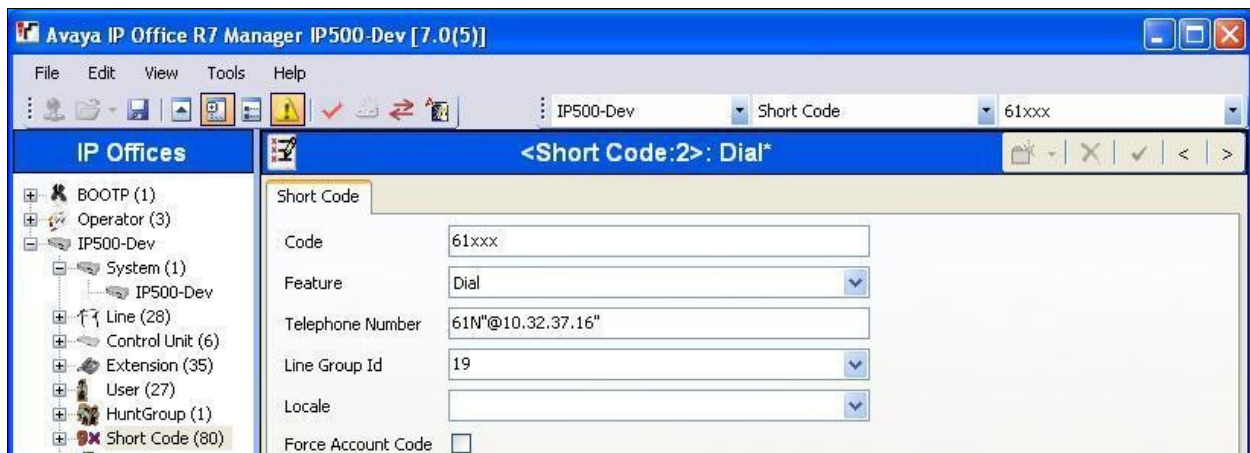 Avaya IP Office R7 Manager IP500-Dev [7.0(5)]
File Edit View Tools Help
IP500-Dev Short Code 61xxx
IP Offices
<Short Code:2>: Dial*
BOOTP (1)
Operator (3)
IP500-Dev
System (1)
IP500-Dev
Line (28)
Control Unit (6)
Extension (35)
User (27)
HuntGroup (1)
Short Code (80)
Short Code
Code 61xxx
Feature Dial
Telephone Number 61N"@10.32.37.16"
Line Group Id 19
Locale
Force Account Code